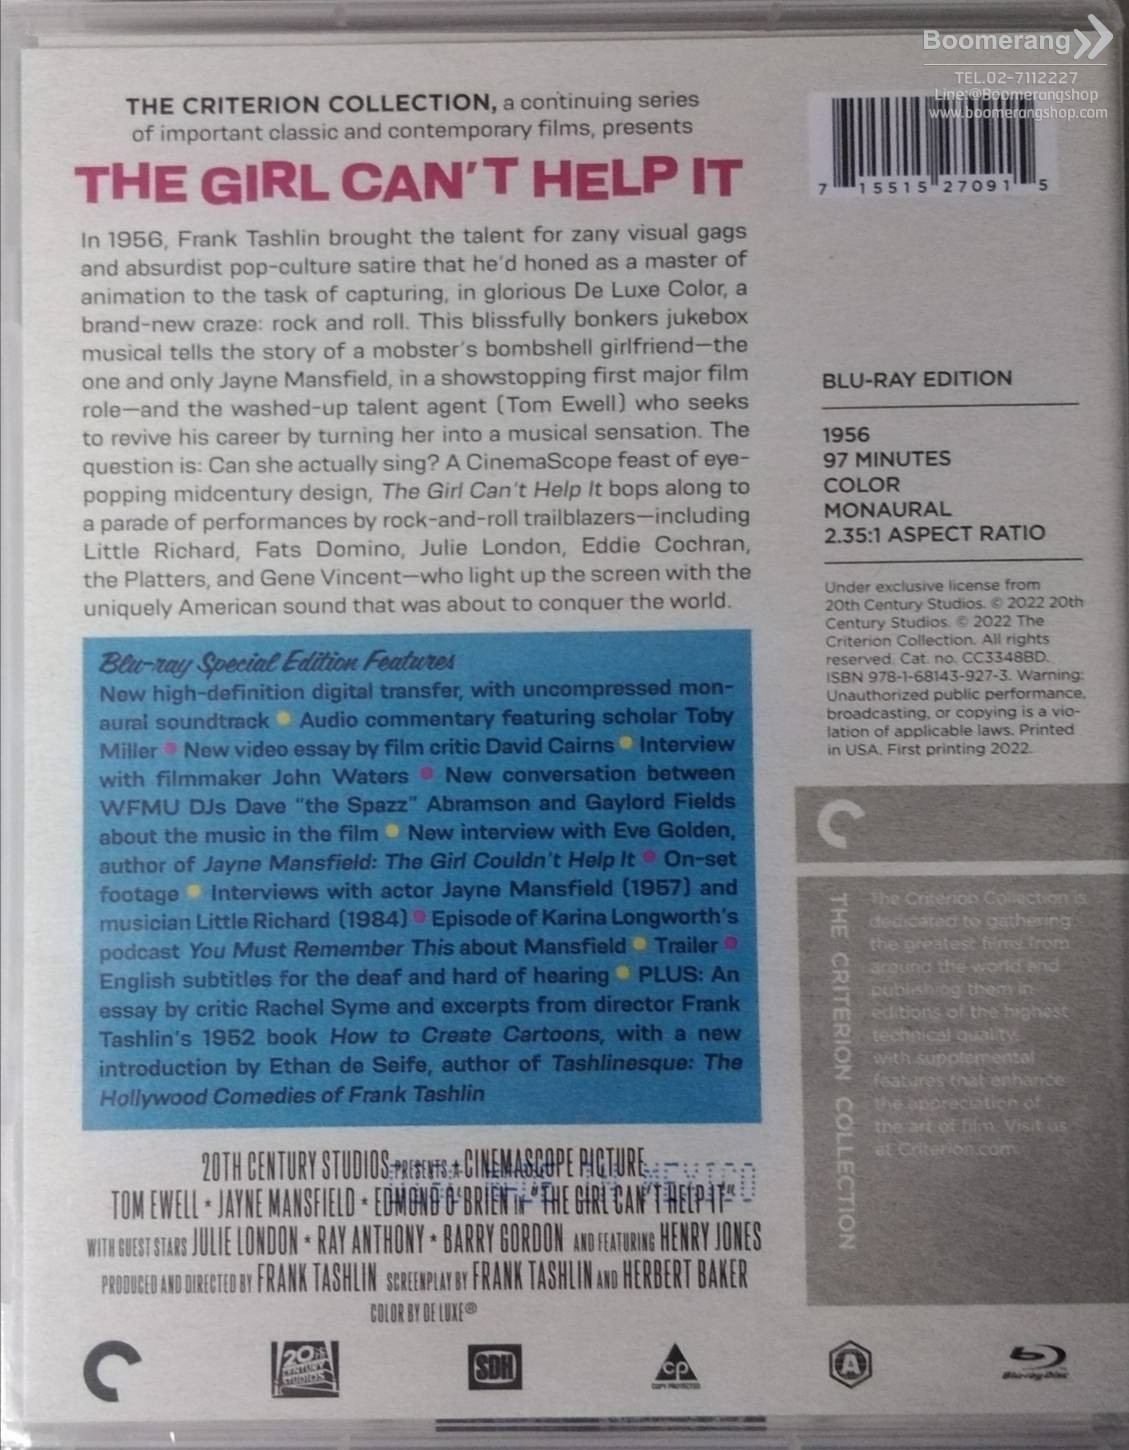 Boomerang
TEL.02-7112227
Line:@Boomerangshop
www.boomerangshop.com
THE CRITERION COLLECTION, a continuing series
of important classic and contemporary films, presents
THE GIRL CAN'T HELP IT
In 1956, Frank Tashlin brought the talent for zany visual gags
and absurdist pop-culture satire that he'd honed as a master of
animation to the task of capturing, in glorious De Luxe Color, a
brand-new craze: rock and roll. This blissfully bonkers jukebox
musical tells the story of a mobster's bombshell girlfriend—the
one and only Jayne Mansfield, in a showstopping first major film
role—and the washed-up talent agent (Tom Ewell) who seeks
to revive his career by turning her into a musical sensation. The
question is: Can she actually sing? A CinemaScope feast of eye-
popping midcentury design, The Girl Can't Help It bops along to
a parade of performances by rock-and-roll trailblazers—including
Little Richard, Fats Domino, Julie London, Eddie Cochran,
the Platters, and Gene Vincent—who light up the screen with the
uniquely American sound that was about to conquer the world.
Blu-ray Special Edition Features
New high-definition digital transfer, with uncompressed mon-
aural soundtrack • Audio commentary featuring scholar Toby
Miller • New video essay by film critic David Cairns • Interview
with filmmaker John Waters • New conversation between
WFMU DJs Dave "the Spazz" Abramson and Gaylord Fields
about the music in the film • New interview with Eve Golden,
author of Jayne Mansfield: The Girl Couldn't Help It • On-set
footage • Interviews with actor Jayne Mansfield (1957) and
musician Little Richard (1984) • Episode of Karina Longworth's
podcast You Must Remember This about Mansfield • Trailer •
English subtitles for the deaf and hard of hearing • PLUS: An
essay by critic Rachel Syme and excerpts from director Frank
Tashlin's 1952 book How to Create Cartoons, with a new
introduction by Ethan de Seife, author of Tashlinesque: The
Hollywood Comedies of Frank Tashlin
20TH CENTURY STUDIOS PRESENTS A CINEMASCOPE PICTURE
MEXICO
TOM EWELL * JAYNE MANSFIELD * EDMOND O'BRIEN IN "THE GIRL CAN'T HELP IT"
WITH GUEST STARS JULIE LONDON * RAY ANTHONY * BARRY GORDON AND FEATURING HENRY JONES
PRODUCED AND DIRECTED BY FRANK TASHLIN SCREENPLAY BY FRANK TASHLIN AND HERBERT BAKER
COLOR BY DE LUXE®
7 15515 27091 5
BLU-RAY EDITION
1956
97 MINUTES
COLOR
MONAURAL
2.35:1 ASPECT RATIO
Under exclusive license from
20th Century Studios. © 2022 20th
Century Studios. © 2022 The
Criterion Collection. All rights
reserved. Cat. no. CC3348BD.
ISBN 978-1-68143-927-3. Warning:
Unauthorized public performance,
broadcasting, or copying is a vio-
lation of applicable laws. Printed
in USA. First printing 2022.
THE CRITERION COLLECTION
The Criterion Collection is
dedicated to gathering
the greatest films from
around the world and
publishing them in
editions of the highest
technical quality,
with supplemental
features that enhance
the appreciation of
the art of film. Visit us
at Criterion.com.
20TH
CENTURY
STUDIOS
SDH
CP
COPY PROTECTED
A
Blu-ray Disc